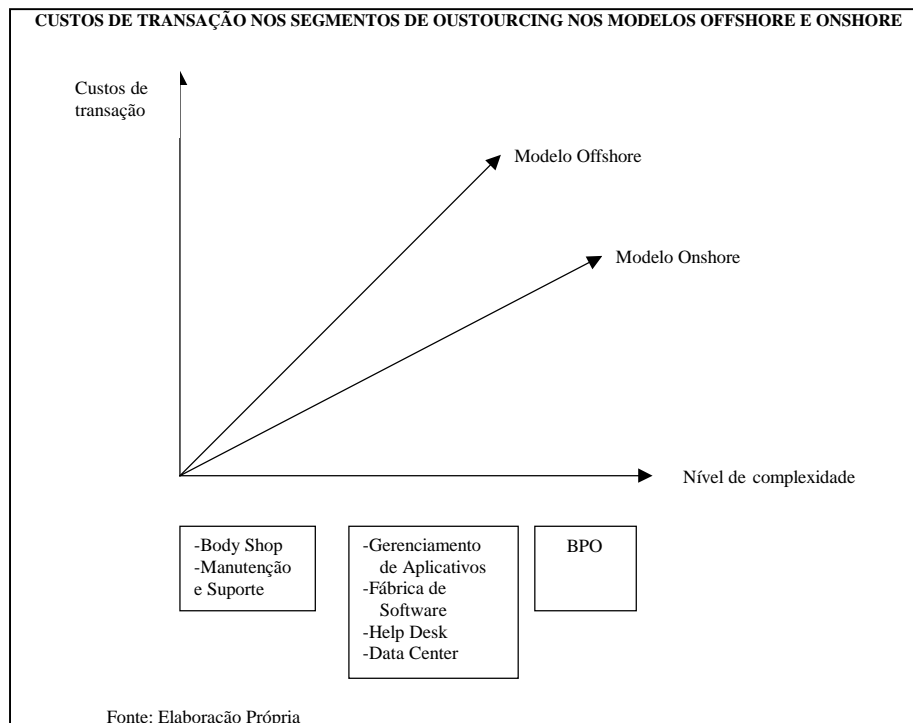 CUSTOS DE TRANSAÇÃO NOS SEGMENTOS DE OUSTOURCING NOS MODELOS OFFSHORE E ONSHORE
Custos de
transação
Modelo Offshore
Modelo Onshore
Nível de complexidade
-Body Shop
-Manutenção
e Suporte
-Gerenciamento
de Aplicativos
-Fábrica de
Software
-Help Desk
-Data Center
BPO
Fonte: Elaboração Própria